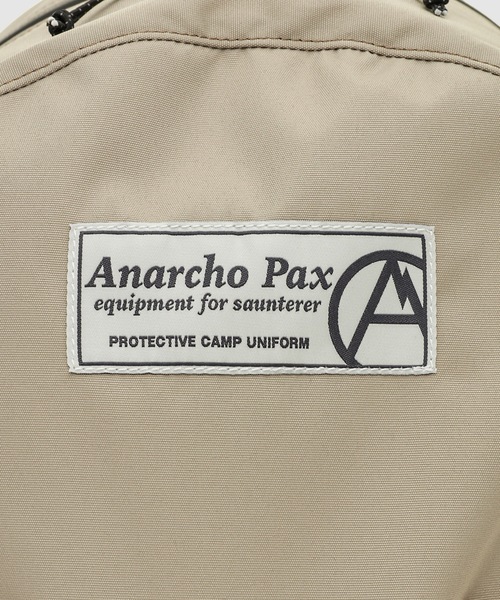 Anarcho Pax
equipment for saunterer
PROTECTIVE CAMP UNIFORM